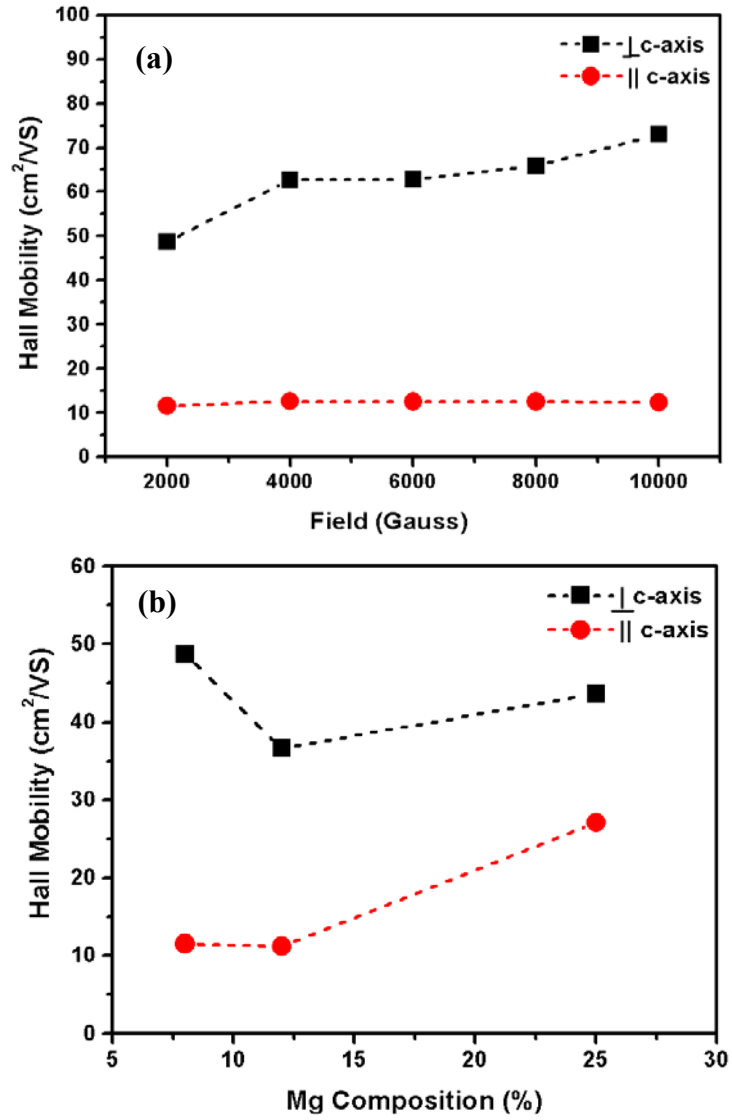 (a)
⊥ c-axis
|| c-axis
Hall Mobility (cm²/VS)
100
90
80
70
60
50
40
30
20
10
0
2000 4000 6000 8000 10000
Field (Gauss)
(b)
⊥ c-axis
|| c-axis
Hall Mobility (cm²/VS)
60
50
40
30
20
10
0
5 10 15 20 25 30
Mg Composition (%)